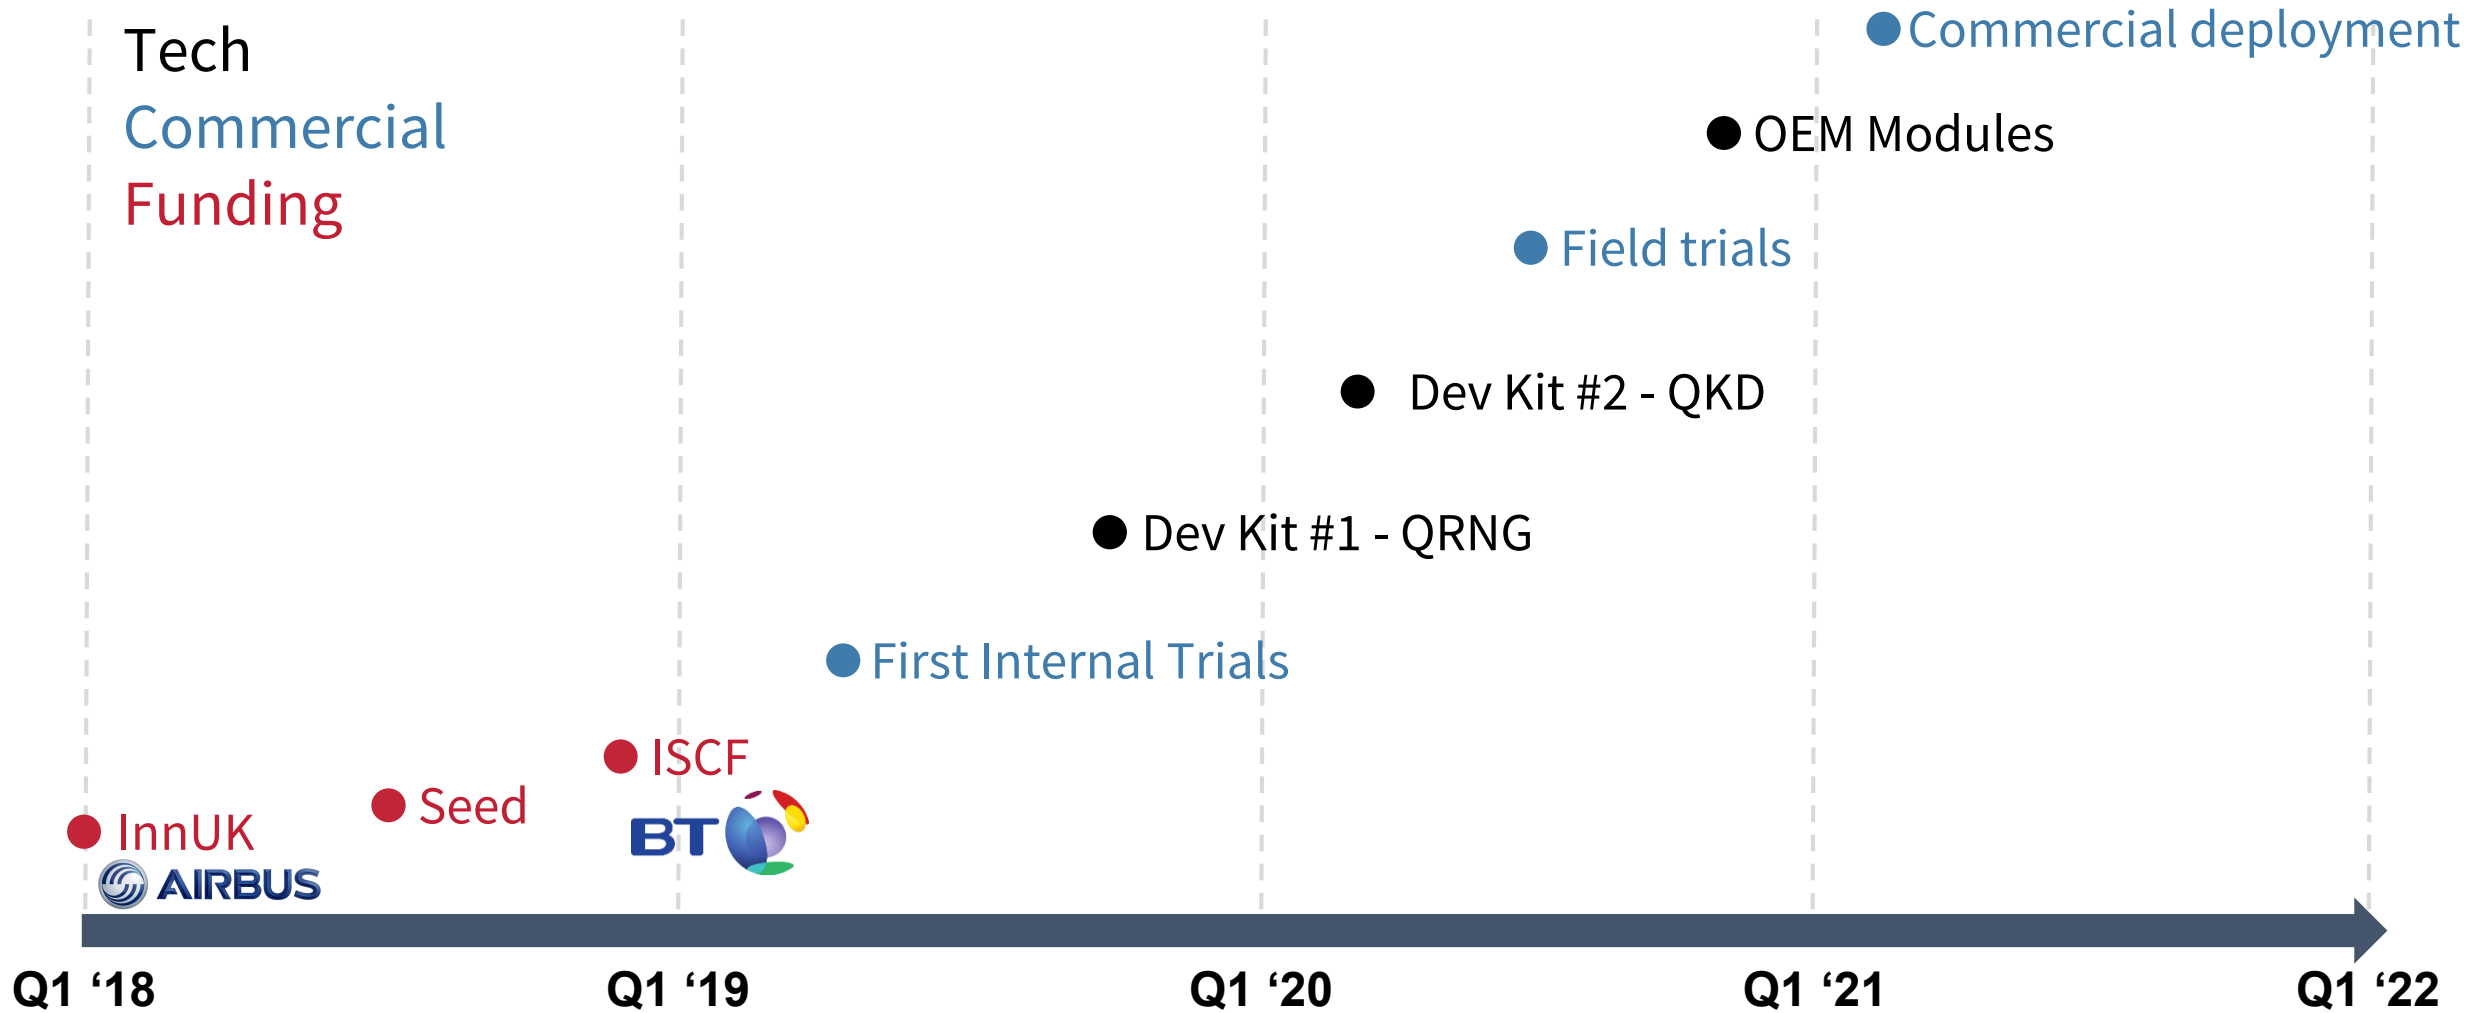 Tech
Commercial
Funding
Commercial deployment
OEM Modules
Field trials
Dev Kit #2 - QKD
Dev Kit #1 - QRNG
First Internal Trials
ISCF
BT
Seed
InnUK
AIRBUS
Q1 ‘18
Q1 ‘19
Q1 ‘20
Q1 ‘21
Q1 ‘22